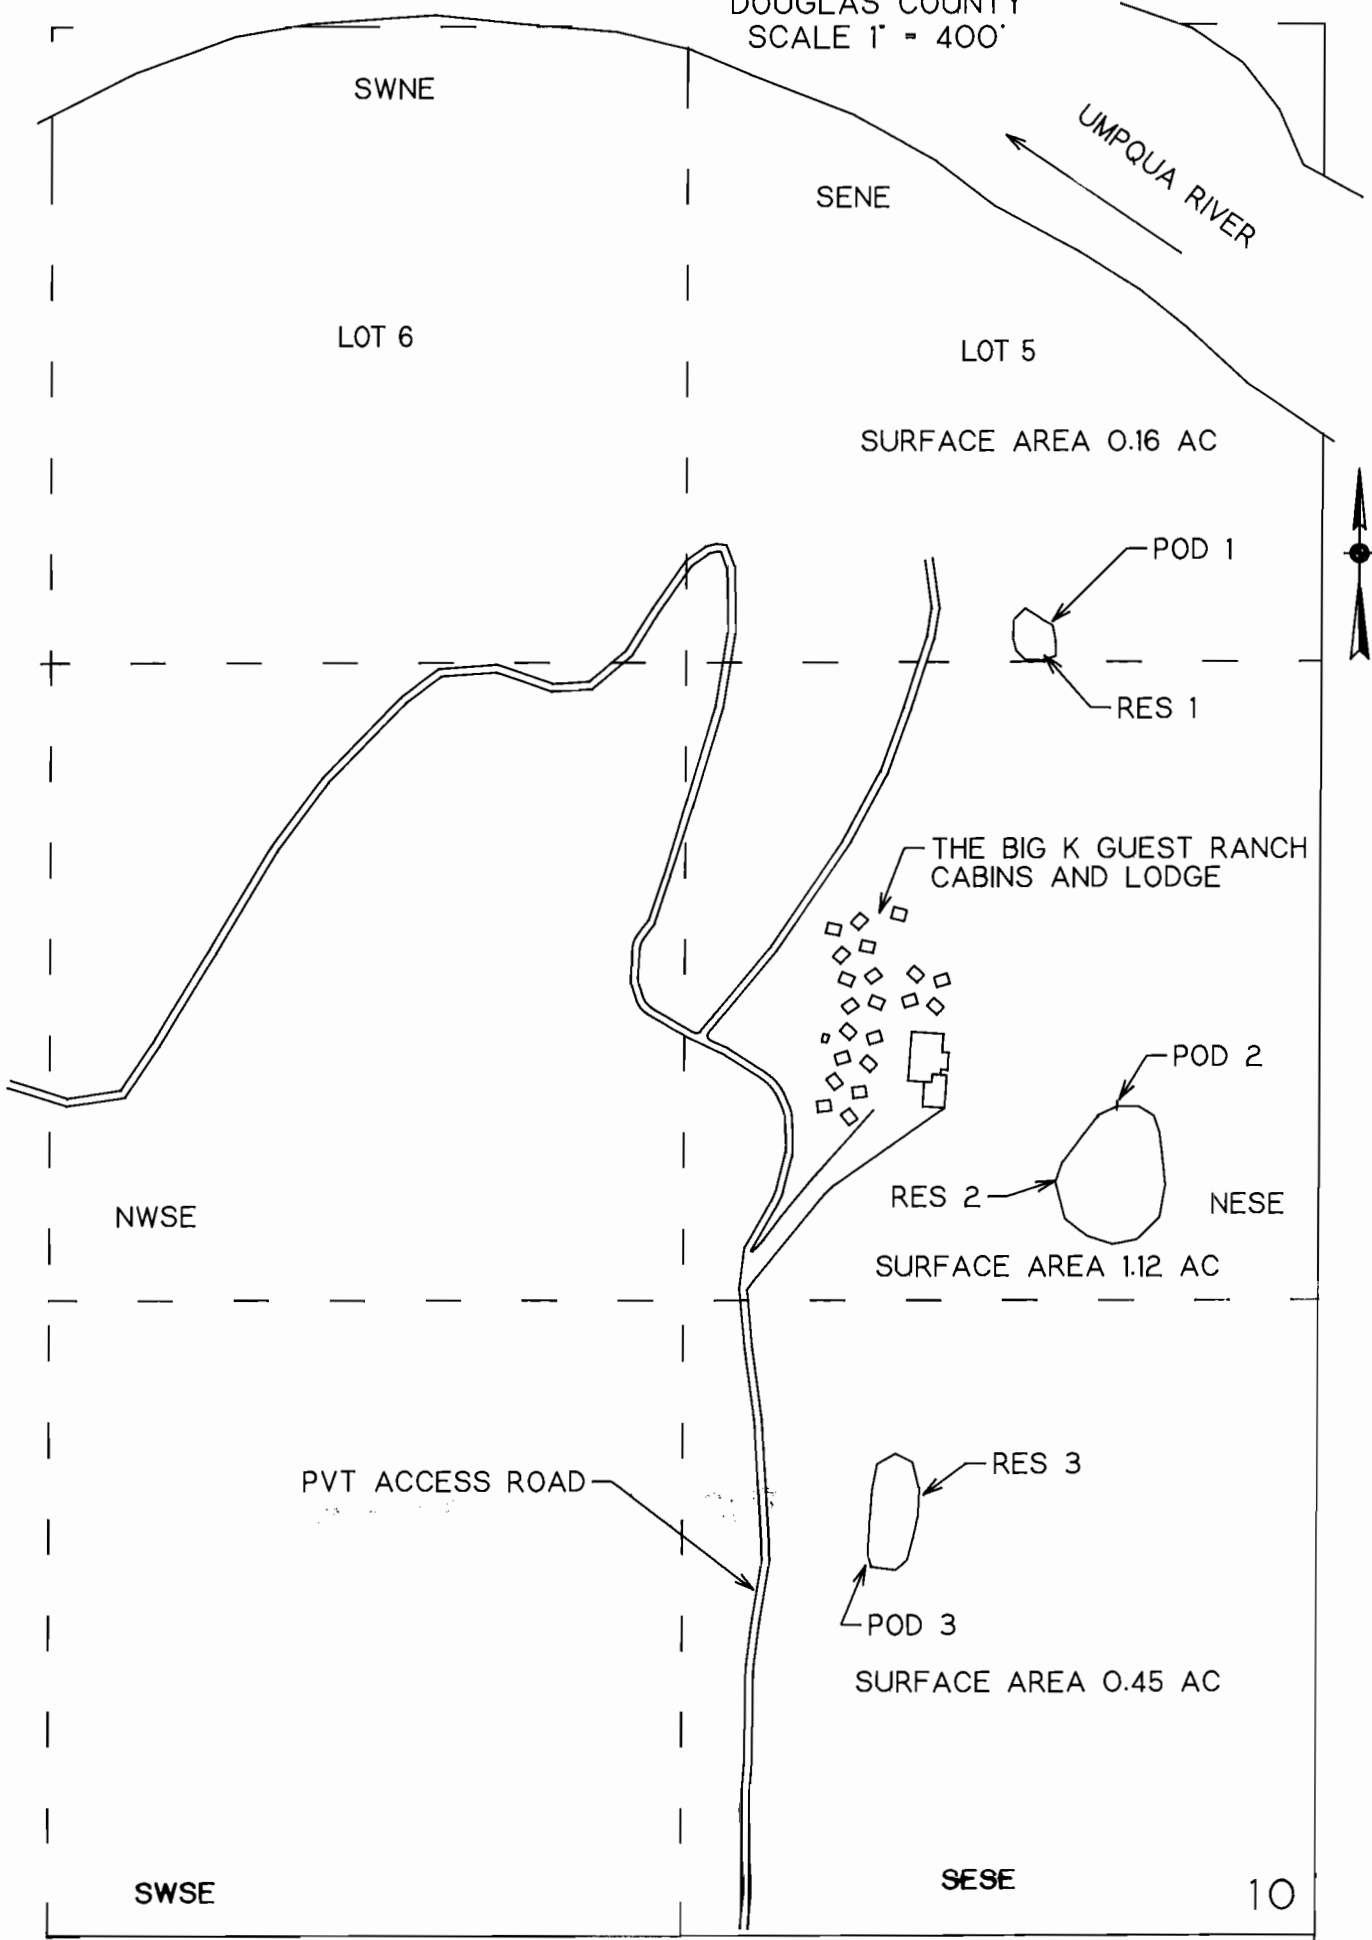 DOUGLAS COUNTY
SCALE 1" = 400'
SWNE
UMPQUA RIVER
SENE
LOT 6
LOT 5
SURFACE AREA 0.16 AC
POD 1
RES 1
THE BIG K GUEST RANCH
CABINS AND LODGE
POD 2
RES 2
NESE
NWSE
SURFACE AREA 1.12 AC
RES 3
PVT ACCESS ROAD
POD 3
SURFACE AREA 0.45 AC
SESE
SWSE
10